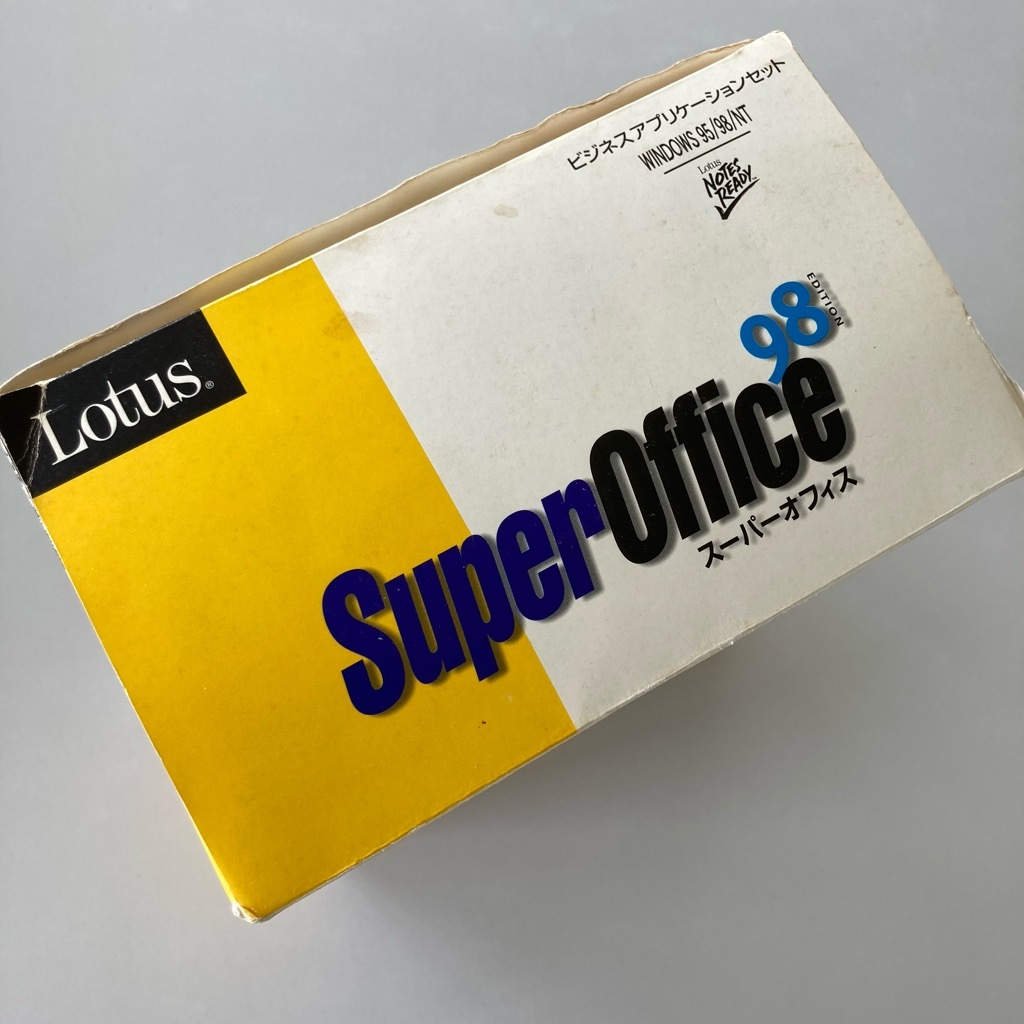 ビジネスアプリケーションセット
WINDOWS 95/98/NT
Lotus
NOTES
READY™
Lotus®
98
EDITION
SuperOffice
スーパーオフィス